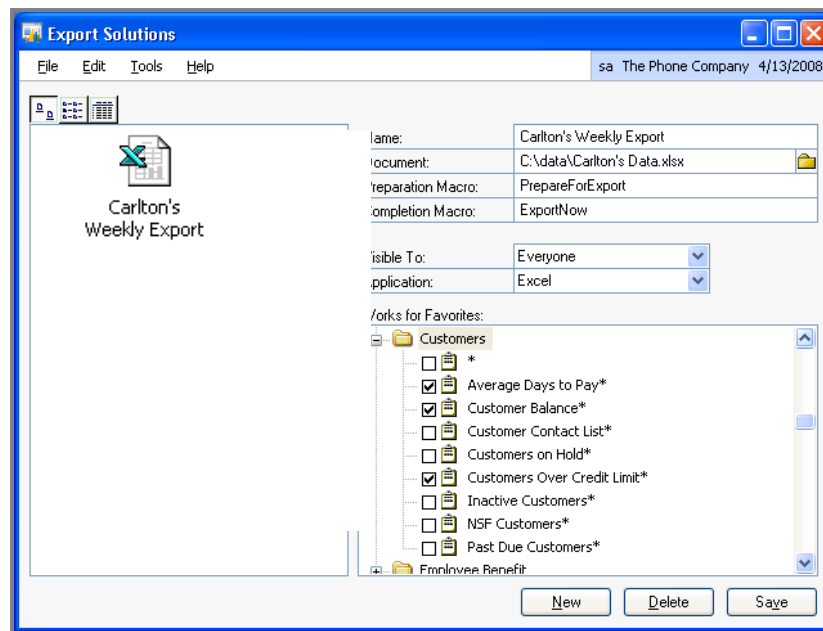 Export Solutions
File Edit Tools Help
sa The Phone Company 4/13/2008
Carlton's
Weekly Export
Name: Carlton's Weekly Export
Document: C:\data\Carlton's Data.xlsx
Preparation Macro: PrepareForExport
Completion Macro: ExportNow
Visible To: Everyone
Application: Excel
Works for Favorites:
Customers
*
Average Days to Pay*
Customer Balance*
Customer Contact List*
Customers on Hold*
Customers Over Credit Limit*
Inactive Customers*
NSF Customers*
Past Due Customers*
Employee Benefit
New Delete Save